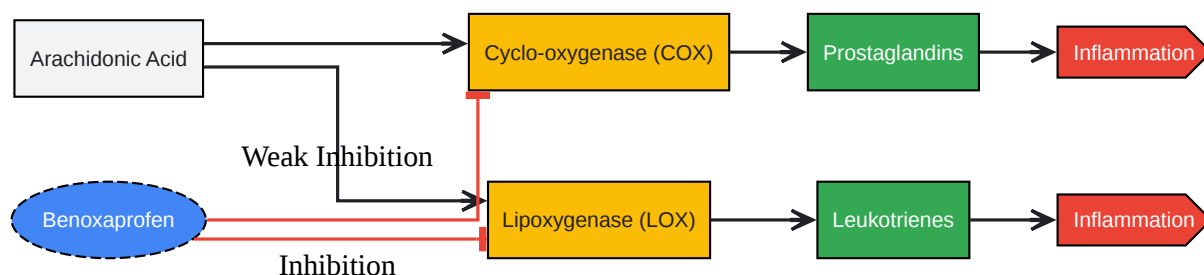 Arachidonic Acid
Cyclo-oxygenase (COX)
Prostaglandins
Inflammation
Weak Inhibition
Benoxaprofen
Lipoxygenase (LOX)
Leukotrienes
Inflammation
Inhibition